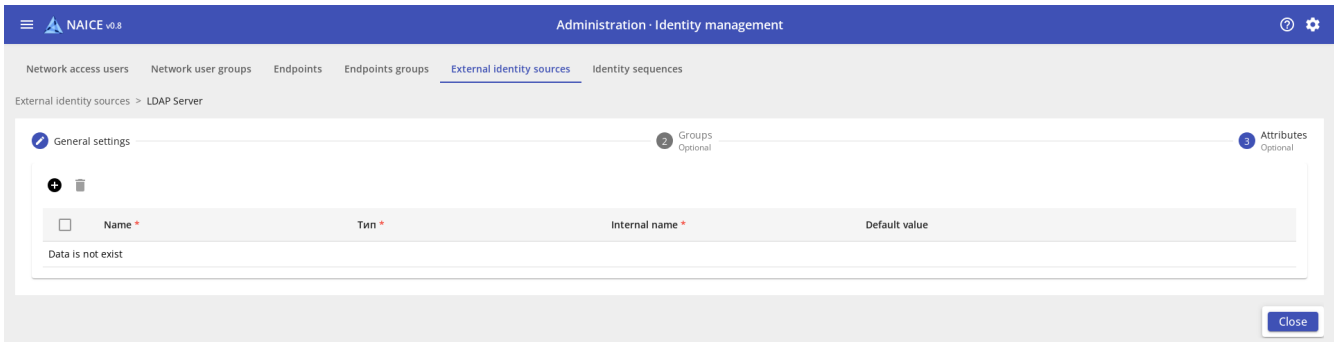 NAICE v0.8
Administration · Identity management
Network access users Network user groups Endpoints Endpoints groups External identity sources Identity sequences
External identity sources > LDAP Server
General settings
2 Groups
Optional
3 Attributes
Optional
Name * Тип * Internal name * Default value
Data is not exist
Close